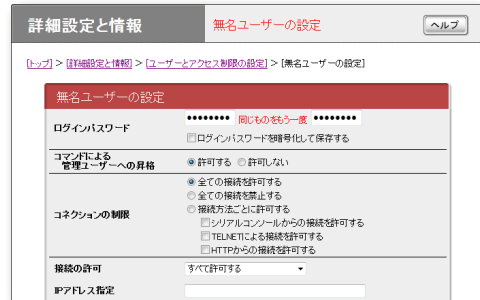 詳細設定と情報
無名ユーザーの設定
ヘルプ
[トップ] > [詳細設定と情報] > [ユーザーとアクセス制限の設定] > [無名ユーザーの設定]
無名ユーザーの設定
ログインパスワード
●●●●●●●● 同じものをもう一度 ●●●●●●●●
ログインパスワードを暗号化して保存する
コマンドによる
管理ユーザーへの昇格
許可する 許可しない
コネクションの制限
全ての接続を許可する
全ての接続を禁止する
接続方法ごとに許可する
シリアルコンソールからの接続を許可する
TELNETによる接続を許可する
HTTPからの接続を許可する
接続の許可
すべて許可する
IPアドレス指定